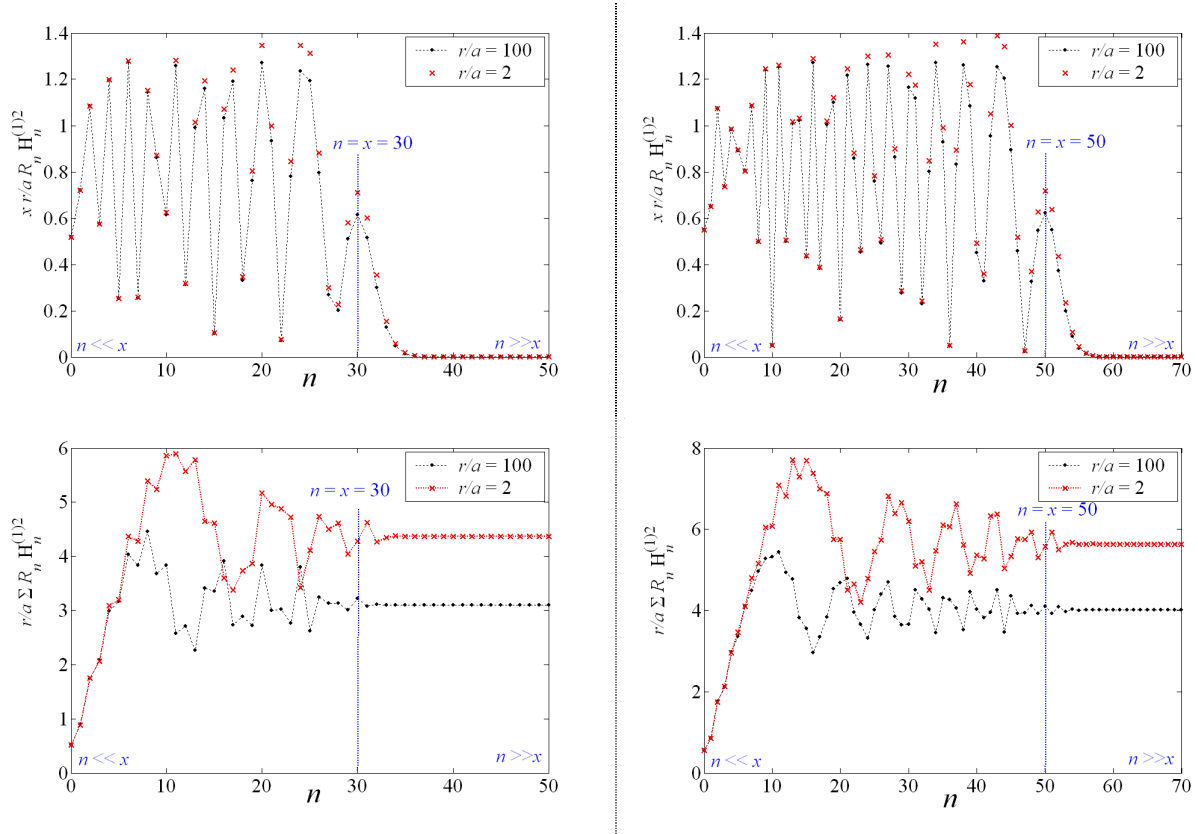 1.4
1.2
1
0.8
0.6
0.4
0.2
0
x r/a R_n H_n^(1)2
r/a = 100
r/a = 2
n = x = 30
n << x
n >>x
0 10 20 30 40 50
n
1.4
1.2
1
0.8
0.6
0.4
0.2
0
x r/a R_n H_n^(1)2
r/a = 100
r/a = 2
n = x = 50
n << x
n >>x
0 10 20 30 40 50 60 70
n
6
5
4
3
2
1
0
r/a Σ R_n H_n^(1)2
r/a = 100
r/a = 2
n = x = 30
n << x
n >>x
0 10 20 30 40 50
n
8
6
4
2
0
r/a Σ R_n H_n^(1)2
r/a = 100
r/a = 2
n = x = 50
n << x
n >>x
0 10 20 30 40 50 60 70
n